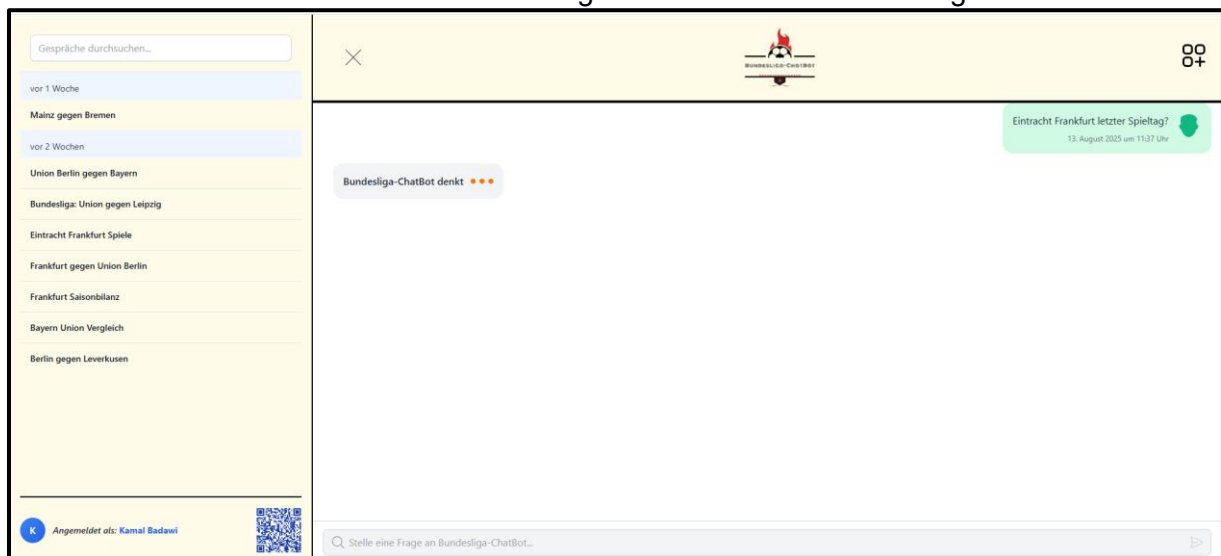 Gespräche durchsuchen...
vor 1 Woche
Mainz gegen Bremen
vor 2 Wochen
Union Berlin gegen Bayern
Bundesliga: Union gegen Leipzig
Eintracht Frankfurt Spiele
Frankfurt gegen Union Berlin
Frankfurt Saisonbilanz
Bayern Union Vergleich
Berlin gegen Leverkusen
K
Angemeldet als: Kamal Badawi
Bundesliga-ChatBot
Eintracht Frankfurt letzter Spieltag?
13. August 2025 um 11:37 Uhr
Bundesliga-ChatBot denkt
Stelle eine Frage an Bundesliga-ChatBot...